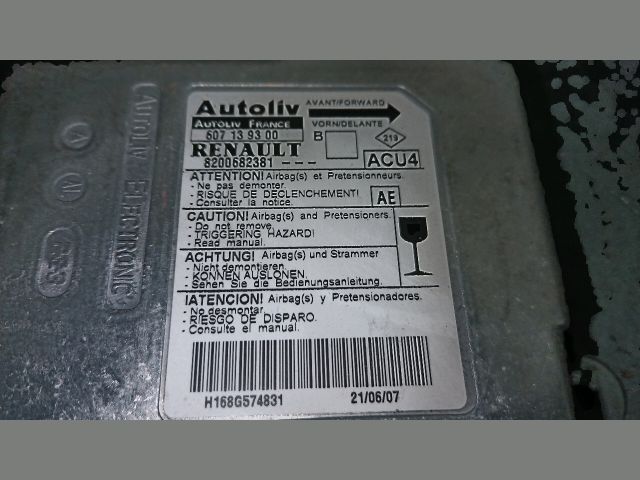 Autoliv AVANT/FORWARD
AUTOLIV FRANCE VORN/DELANTE
607 13 93 00 B 219
RENAULT
8200682381 --- ACU4
ATTENTION! Airbag(s) et Pretensionneurs.
- Ne pas demonter.
- RISQUE DE DECLENCHEMENT! AE
- Consulter la notice.
CAUTION! Airbag(s) and Pretensioners.
- Do not remove.
- TRIGGERING HAZARD!
- Read manual.
ACHTUNG! Airbag(s) und Strammer
- Nicht demontieren.
- KONNEN AUSLONEN.
- Sehen Sie die Bedienungsanleitung.
!ATENCION! Airbag(s) y Pretensionadores.
- No desmontar.
- RIESGO DE DISPARO.
- Consulte el manual.
H168G574831 21/06/07
AUTOLIV ELECTRONIC